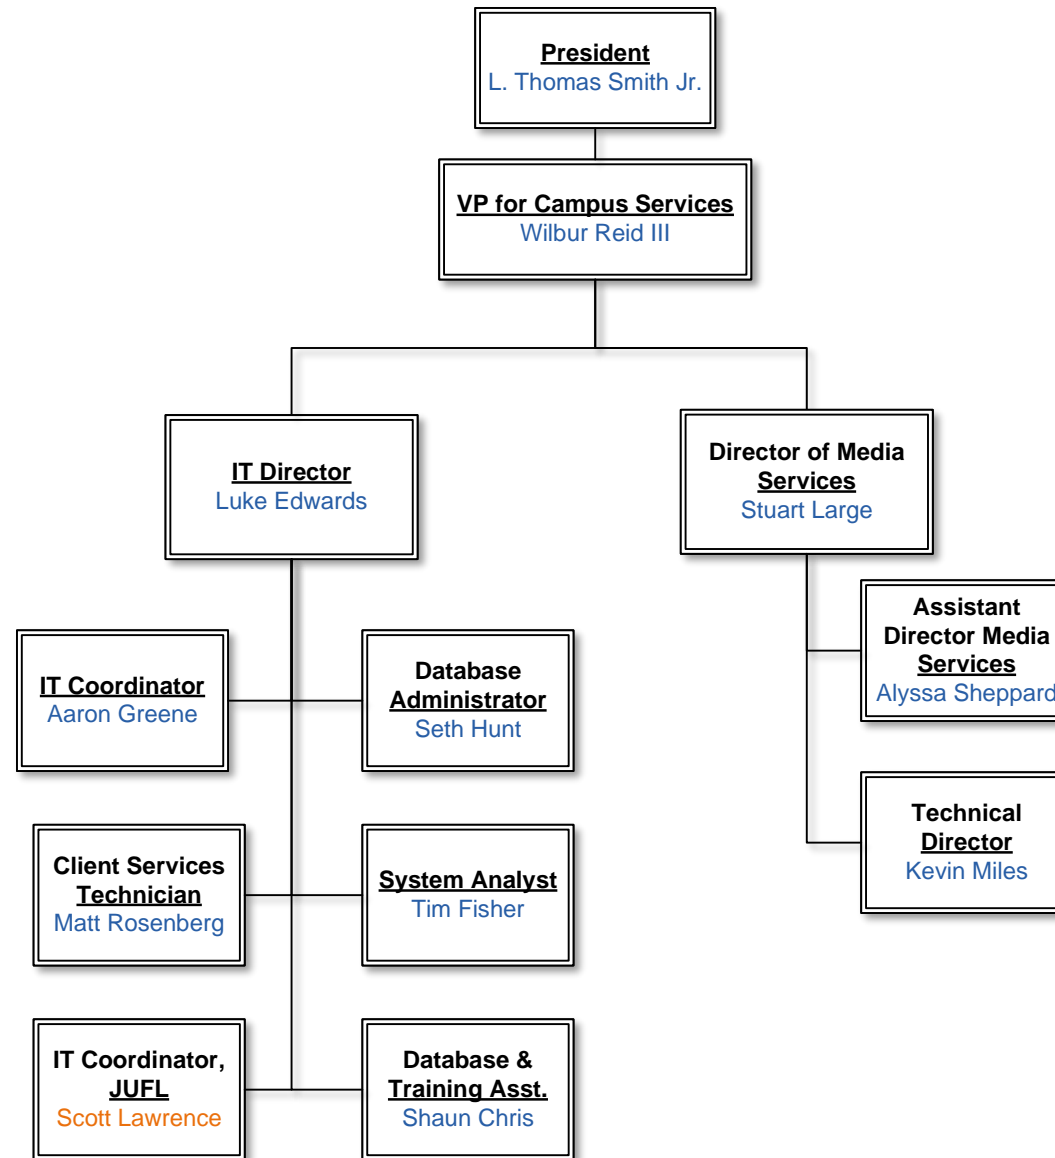 President
L. Thomas Smith Jr.
VP for Campus Services
Wilbur Reid III
IT Director
Luke Edwards
Director of Media
Services
Stuart Large
Assistant
Director Media
Services
Alyssa Sheppard
IT Coordinator
Aaron Greene
Database
Administrator
Seth Hunt
Technical
Director
Kevin Miles
Client Services
Technician
Matt Rosenberg
System Analyst
Tim Fisher
IT Coordinator,
JUFL
Scott Lawrence
Database &
Training Asst.
Shaun Chris